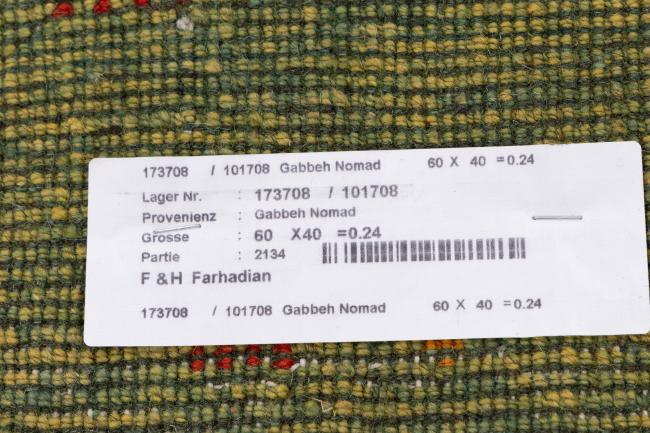 173708 / 101708 Gabbeh Nomad 60 X 40 =0.24
Lager Nr. : 173708 / 101708
Provenienz : Gabbeh Nomad
Grosse : 60 X40 =0.24
Partie : 2134
F &H Farhadian
173708 / 101708 Gabbeh Nomad 60 X 40 =0.24